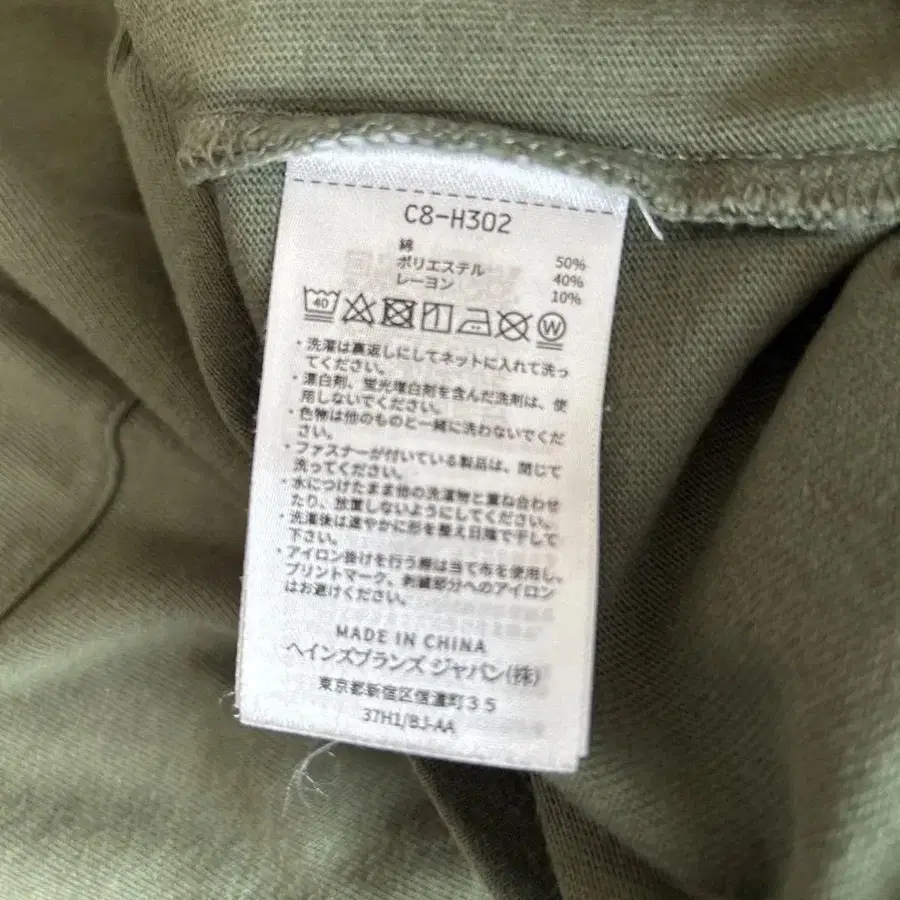 C8-H302
綿 50%
ポリエステル 40%
レーヨン 10%
40 W
・洗濯は裏返しにしてネットに入れて洗っ
てください。
・漂白剤、蛍光増白剤を含んだ洗剤は、使
用しないでください。
・色物は他のものと一緒に洗わないでくだ
さい。
・ファスナーが付いている製品は、閉じて
洗ってください。
・水につけたまま他の洗濯物と重ね合わせ
たり、放置しないようにしてください。
・洗濯後は速やかに形を整え日陰で干して
下さい。
・アイロン掛けを行う際は当て布を使用し、
プリントマーク、刺繍部分へのアイロン
はお避けください。
MADE IN CHINA
ヘインズブランズ ジャパン(株)
東京都新宿区信濃町35
37H1/BJ-AA